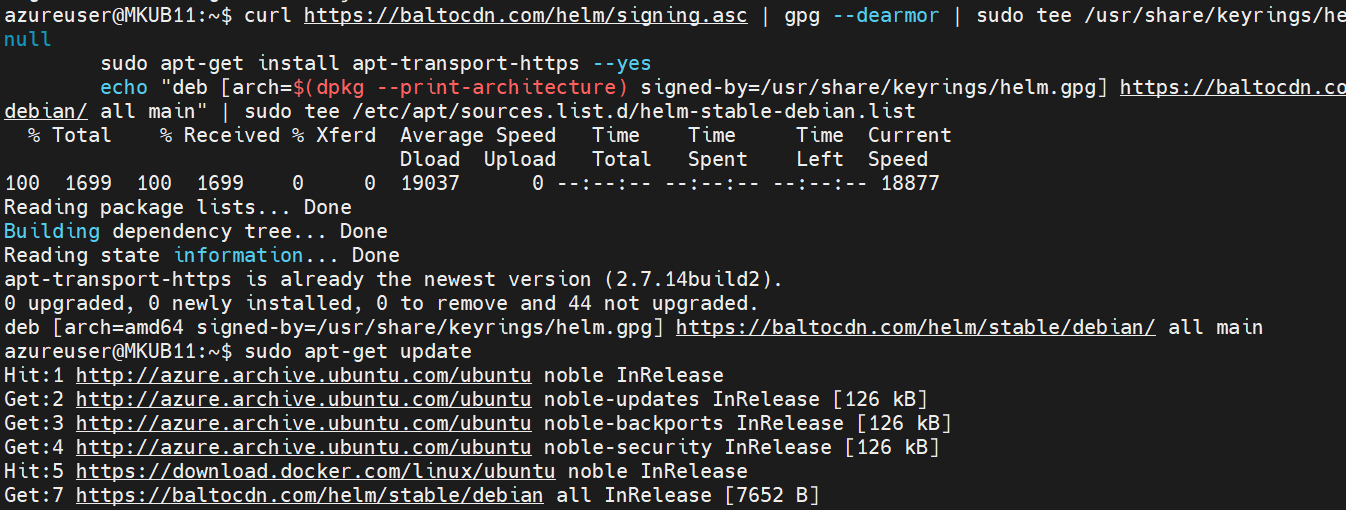 azureuser@MKUB11:~$ curl https://baltocdn.com/helm/signing.asc | gpg --dearmor | sudo tee /usr/share/keyrings/he
null
sudo apt-get install apt-transport-https --yes
echo "deb [arch=$(dpkg --print-architecture) signed-by=/usr/share/keyrings/helm.gpg] https://baltocdn.co
debian/ all main" | sudo tee /etc/apt/sources.list.d/helm-stable-debian.list
% Total % Received % Xferd Average Speed Time Time Time Current
Dload Upload Total Spent Left Speed
100 1699 100 1699 0 0 19037 0 --:--:-- --:--:-- --:--:-- 18877
Reading package lists... Done
Building dependency tree... Done
Reading state information... Done
apt-transport-https is already the newest version (2.7.14build2).
0 upgraded, 0 newly installed, 0 to remove and 44 not upgraded.
deb [arch=amd64 signed-by=/usr/share/keyrings/helm.gpg] https://baltocdn.com/helm/stable/debian/ all main
azureuser@MKUB11:~$ sudo apt-get update
Hit:1 http://azure.archive.ubuntu.com/ubuntu noble InRelease
Get:2 http://azure.archive.ubuntu.com/ubuntu noble-updates InRelease [126 kB]
Get:3 http://azure.archive.ubuntu.com/ubuntu noble-backports InRelease [126 kB]
Get:4 http://azure.archive.ubuntu.com/ubuntu noble-security InRelease [126 kB]
Hit:5 https://download.docker.com/linux/ubuntu noble InRelease
Get:7 https://baltocdn.com/helm/stable/debian all InRelease [7652 B]